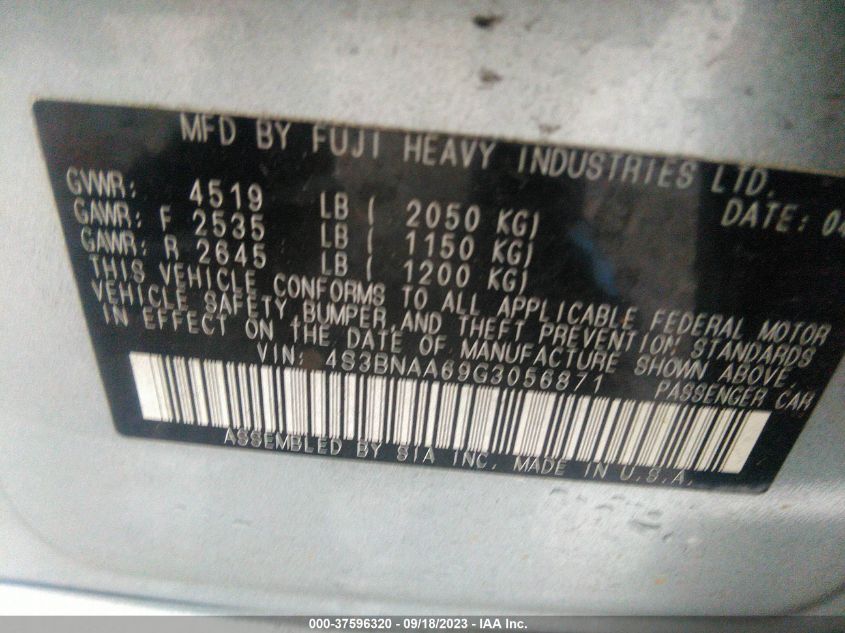 MFD BY FUJI HEAVY INDUSTRIES LTD.
DATE: 04
GVWR: 4519 LB ( 2050 KG)
GAWR: F 2535 LB ( 1150 KG)
GAWR: R 2645 LB ( 1200 KG)
THIS VEHICLE CONFORMS TO ALL APPLICABLE FEDERAL MOTOR
VEHICLE SAFETY, BUMPER, AND THEFT PREVENTION STANDARDS
IN EFFECT ON THE DATE OF MANUFACTURE SHOWN ABOVE.
VIN: 4S3BNAA69G3056871
PASSENGER CAR
ASSEMBLED BY SIA INC. MADE IN U.S.A.
000-37596320 - 09/18/2023 - IAA Inc.